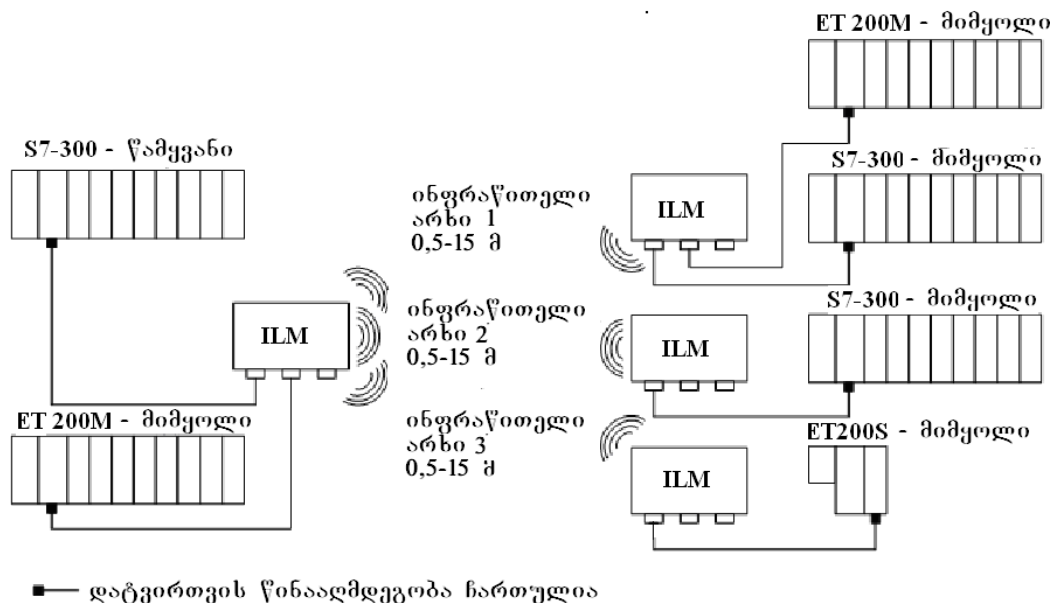 ET 200M - მიმყოლი
S7-300 - წამყვანი
S7-300 - მიმყოლი
ინფრაწითელი
არხი 1
0,5-15 მ
ILM
S7-300 - მიმყოლი
ინფრაწითელი
არხი 2
0,5-15 მ
ILM
ILM
ET 200M - მიმყოლი
ინფრაწითელი
არხი 3
0,5-15 მ
ET200S - მიმყოლი
ILM
დატვირთვის წინააღმდეგობა ჩართულია